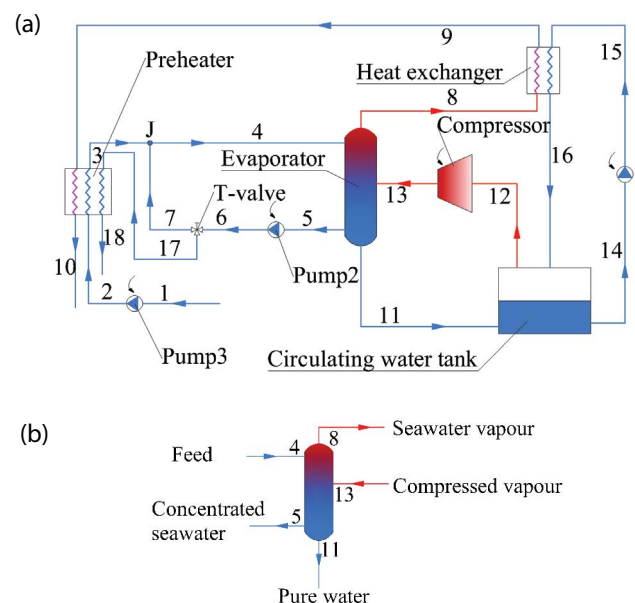 (a)
9
15
Preheater
Heat exchanger
8
J
4
Compressor
3
16
Evaporator
T-valve
13
12
7
6
5
18
17
14
10
Pump2
2
1
11
Pump3
Circulating water tank
(b)
8
Seawater vapour
Feed
4
13
Compressed vapour
Concentrated
seawater
5
11
Pure water